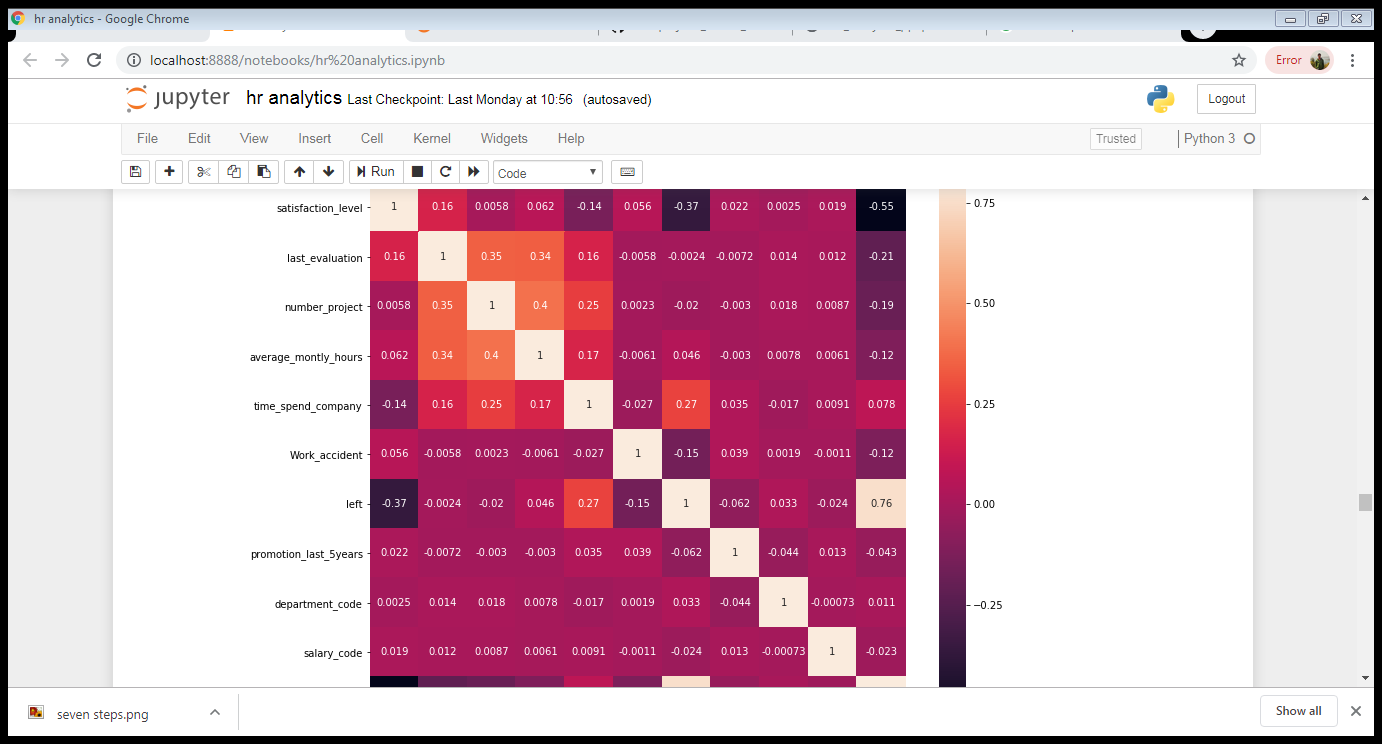 hr analytics - Google Chrome
localhost:8888/notebooks/hr%20analytics.ipynb
Error
jupyter hr analytics Last Checkpoint: Last Monday at 10:56 (autosaved)
Logout
File Edit View Insert Cell Kernel Widgets Help
Trusted
Python 3
Run
Code
satisfaction_level 1 0.16 0.0058 0.062 -0.14 0.056 -0.37 0.022 0.0025 0.019 -0.55
last_evaluation 0.16 1 0.35 0.34 0.16 -0.0058 -0.0024 -0.0072 0.014 0.012 -0.21
number_project 0.0058 0.35 1 0.4 0.25 0.0023 -0.02 -0.003 0.018 0.0087 -0.19
average_montly_hours 0.062 0.34 0.4 1 0.17 -0.0061 0.046 -0.003 0.0078 0.0061 -0.12
time_spend_company -0.14 0.16 0.25 0.17 1 -0.027 0.27 0.035 -0.017 0.0091 0.078
Work_accident 0.056 -0.0058 0.0023 -0.0061 -0.027 1 -0.15 0.039 0.0019 -0.0011 -0.12
left -0.37 -0.0024 -0.02 0.046 0.27 -0.15 1 -0.062 0.033 -0.024 0.76
promotion_last_5years 0.022 -0.0072 -0.003 -0.003 0.035 0.039 -0.062 1 -0.044 0.013 -0.043
department_code 0.0025 0.014 0.018 0.0078 -0.017 0.0019 0.033 -0.044 1 -0.00073 0.011
salary_code 0.019 0.012 0.0087 0.0061 0.0091 -0.0011 -0.024 0.013 -0.00073 1 -0.023
0.75
0.50
0.25
0.00
−0.25
seven steps.png
Show all